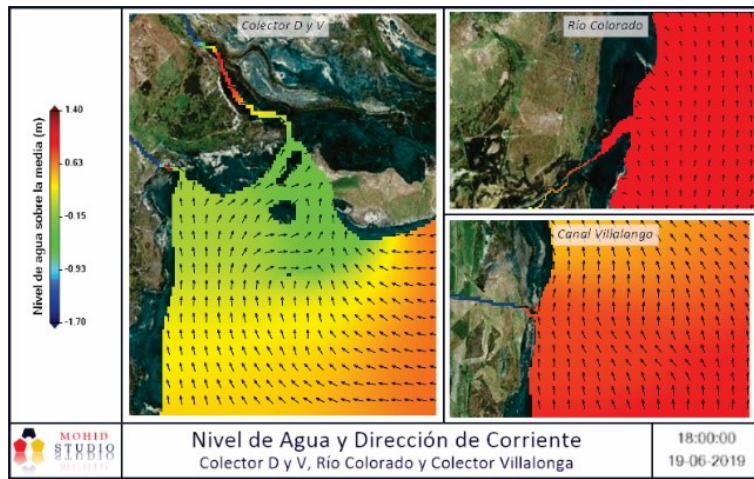 Colector D y V
Río Colorado
Canal Villalonga
Nivel de agua sobre la media (m)
1.40
0.63
-0.15
-0.93
-1.70
MOHID
STUDIO
Nivel de Agua y Dirección de Corriente
Colector D y V, Río Colorado y Colector Villalonga
18:00:00
19-06-2019